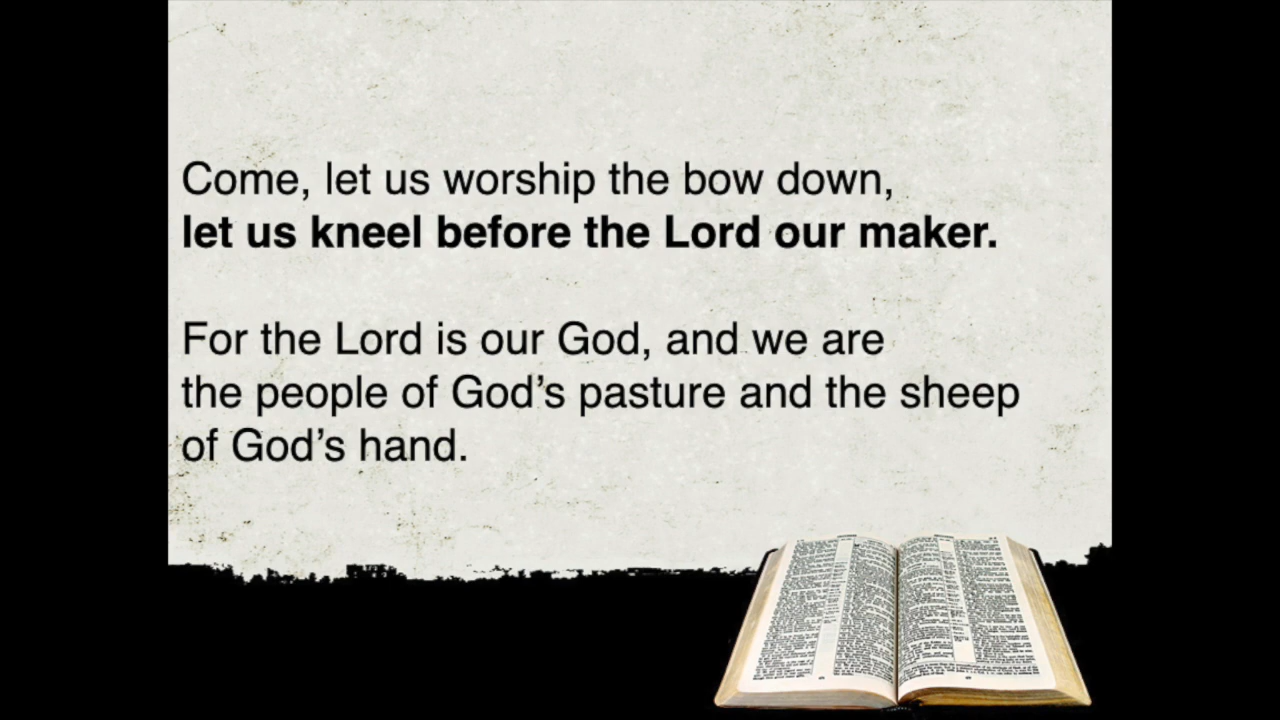 Come, let us worship the bow down,
let us kneel before the Lord our maker.
For the Lord is our God, and we are
the people of God’s pasture and the sheep
of God’s hand.